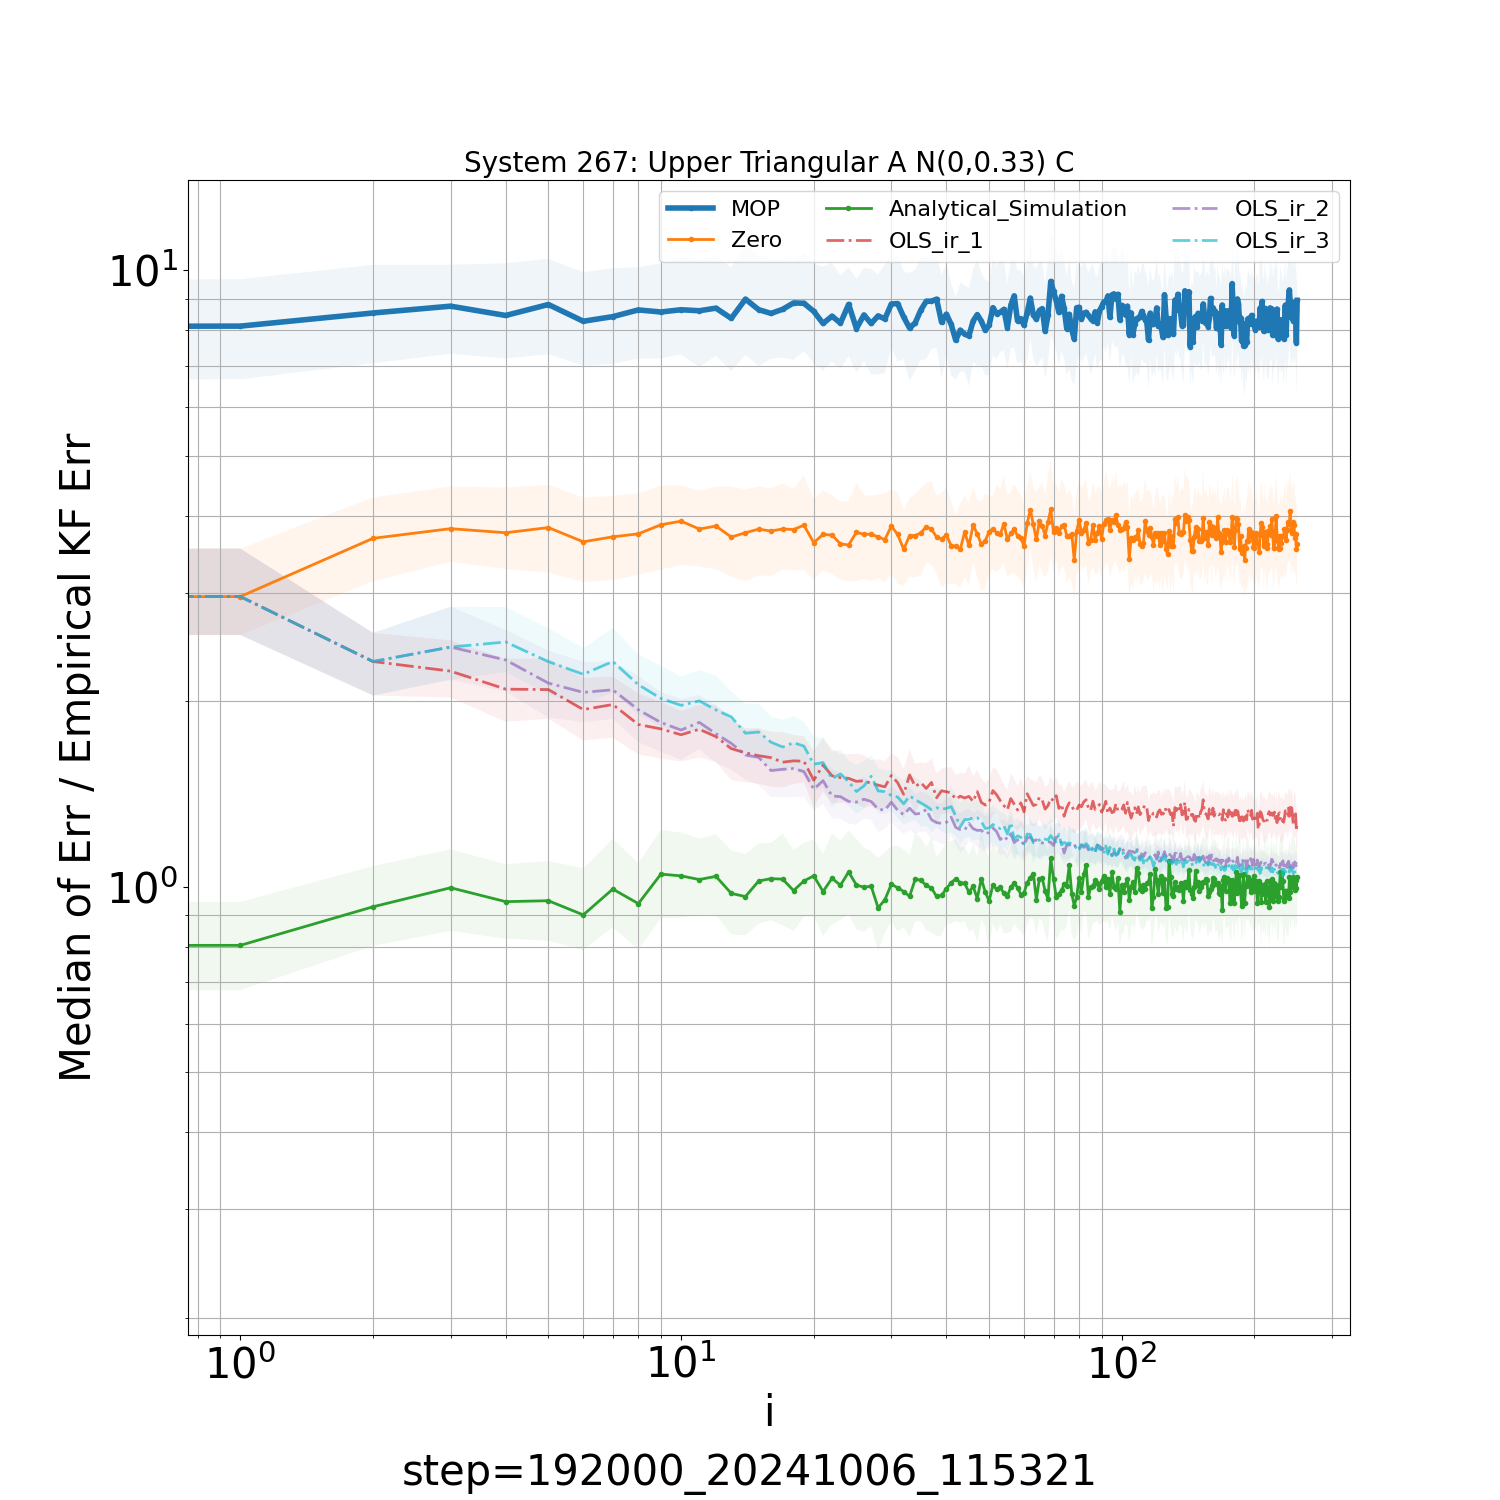 System 267: Upper Triangular A N(0,0.33) C
MOP
Zero
Analytical_Simulation
OLS_ir_1
OLS_ir_2
OLS_ir_3
Median of Err / Empirical KF Err
10¹
10⁰
10⁰ 10¹ 10²
i
step=192000_20241006_115321